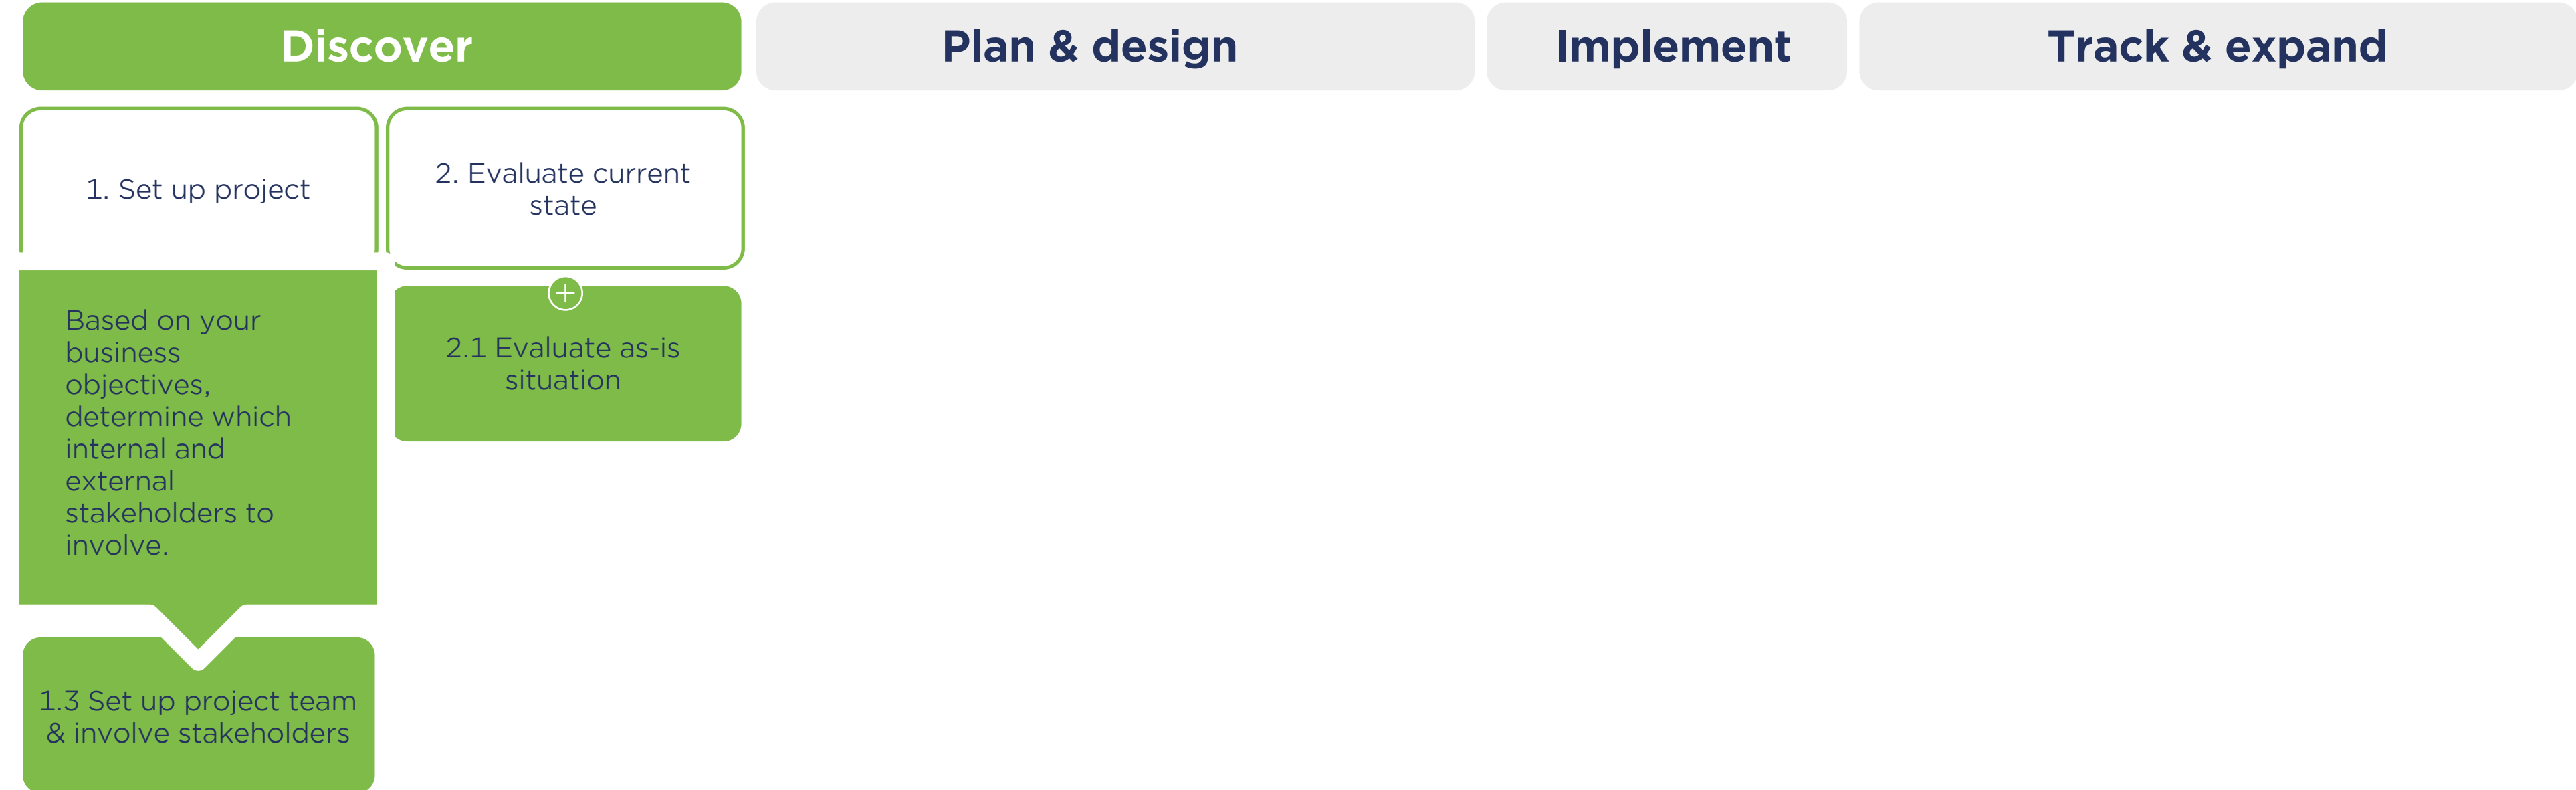 Discover
Plan & design
Implement
Track & expand
1. Set up project
2. Evaluate current
state
Based on your
business
objectives,
determine which
internal and
external
stakeholders to
involve.
2.1 Evaluate as-is
situation
1.3 Set up project team
& involve stakeholders